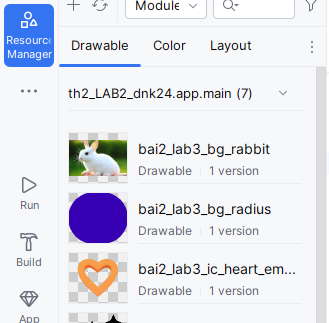 Module
Resource
Manager
Drawable Color Layout
th2_LAB2_dnk24.app.main (7)
bai2_lab3_bg_rabbit
Drawable 1 version
bai2_lab3_bg_radius
Drawable 1 version
Run
bai2_lab3_ic_heart_em...
Build
Drawable 1 version
App